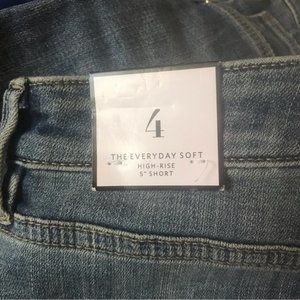 4
THE EVERYDAY SOFT
HIGH-RISE
5" SHORT